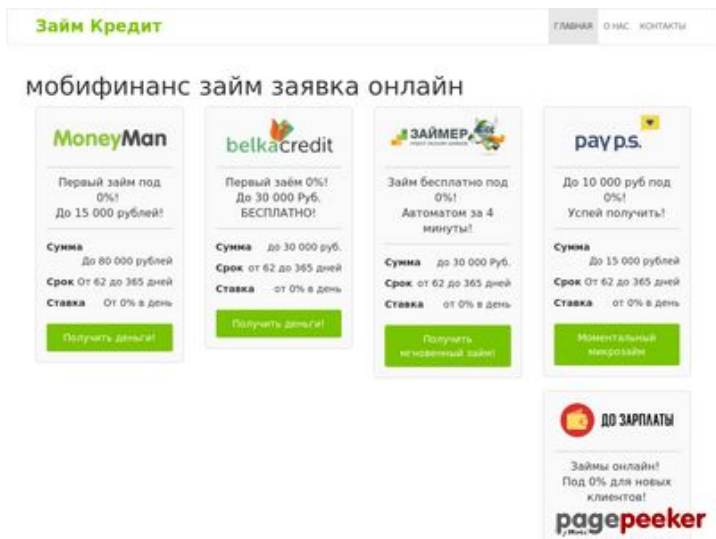 Займ Кредит
ГЛАВНАЯ О НАС. КОНТАКТЫ
мобифинанс займ заявка онлайн
MoneyMan
Первый займ под
0%!
До 15 000 рублей!
Сумма
До 80 000 рублей
Срок От 62 до 365 дней
Ставка От 0% в день
Получить деньги!
belkacredit
Первый заём 0%!
До 30 000 Руб.
БЕСПЛАТНО!
Сумма до 30 000 руб.
Срок от 62 до 365 дней
Ставка от 0% в день
Получить деньги!
ЗАЙМЕР
Займ бесплатно под
0%!
Автоматом за 4
минуты!
Сумма до 30 000 Руб.
Срок от 62 до 365 дней
Ставка от 0% в день
Получить
мгновенный займ!
pay p.s.
До 10 000 руб под
0%!
Успей получить!
Сумма
До 15 000 рублей
Срок От 62 до 365 дней
Ставка от 0% в день
Моментальный
микрозайм
ДО ЗАРПЛАТЫ
Займы онлайн!
Под 0% для новых
клиентов!
pagepeeker